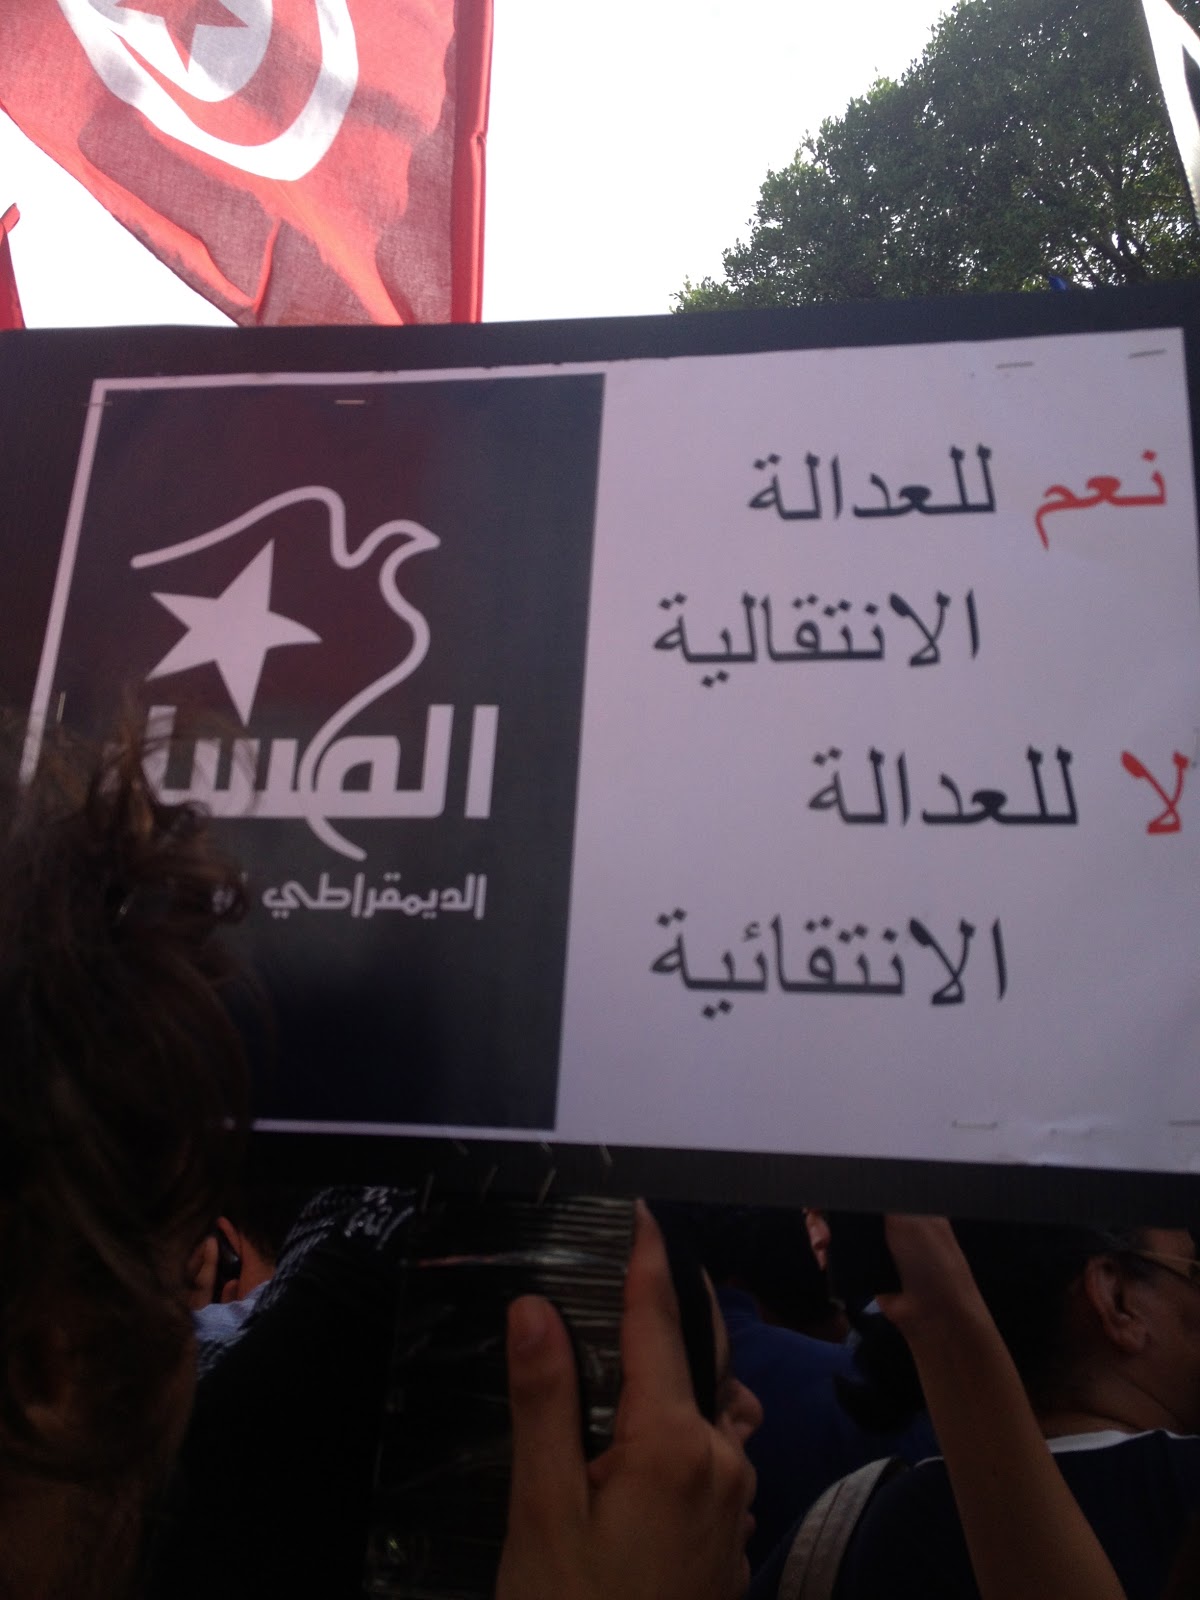 نعم للعدالة
الانتقالية
لا للعدالة
الانتقائية
الديمقراطي